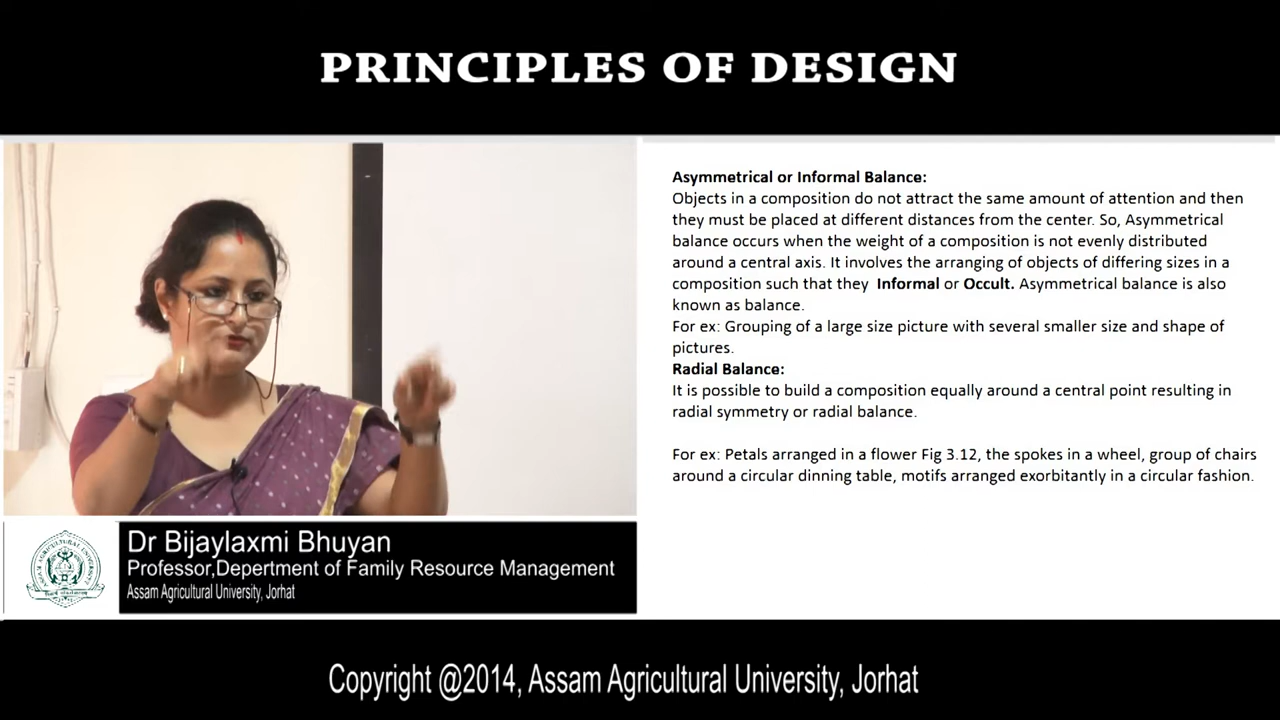 PRINCIPLES OF DESIGN
Asymmetrical or Informal Balance:
Objects in a composition do not attract the same amount of attention and then
they must be placed at different distances from the center. So, Asymmetrical
balance occurs when the weight of a composition is not evenly distributed
around a central axis. It involves the arranging of objects of differing sizes in a
composition such that they Informal or Occult. Asymmetrical balance is also
known as balance.
For ex: Grouping of a large size picture with several smaller size and shape of
pictures.
Radial Balance:
It is possible to build a composition equally around a central point resulting in
radial symmetry or radial balance.
For ex: Petals arranged in a flower Fig 3.12, the spokes in a wheel, group of chairs
around a circular dinning table, motifs arranged exorbitantly in a circular fashion.
Dr Bijaylaxmi Bhuyan
Professor,Depertment of Family Resource Management
Assam Agricultural University, Jorhat
Copyright @2014, Assam Agricultural University, Jorhat